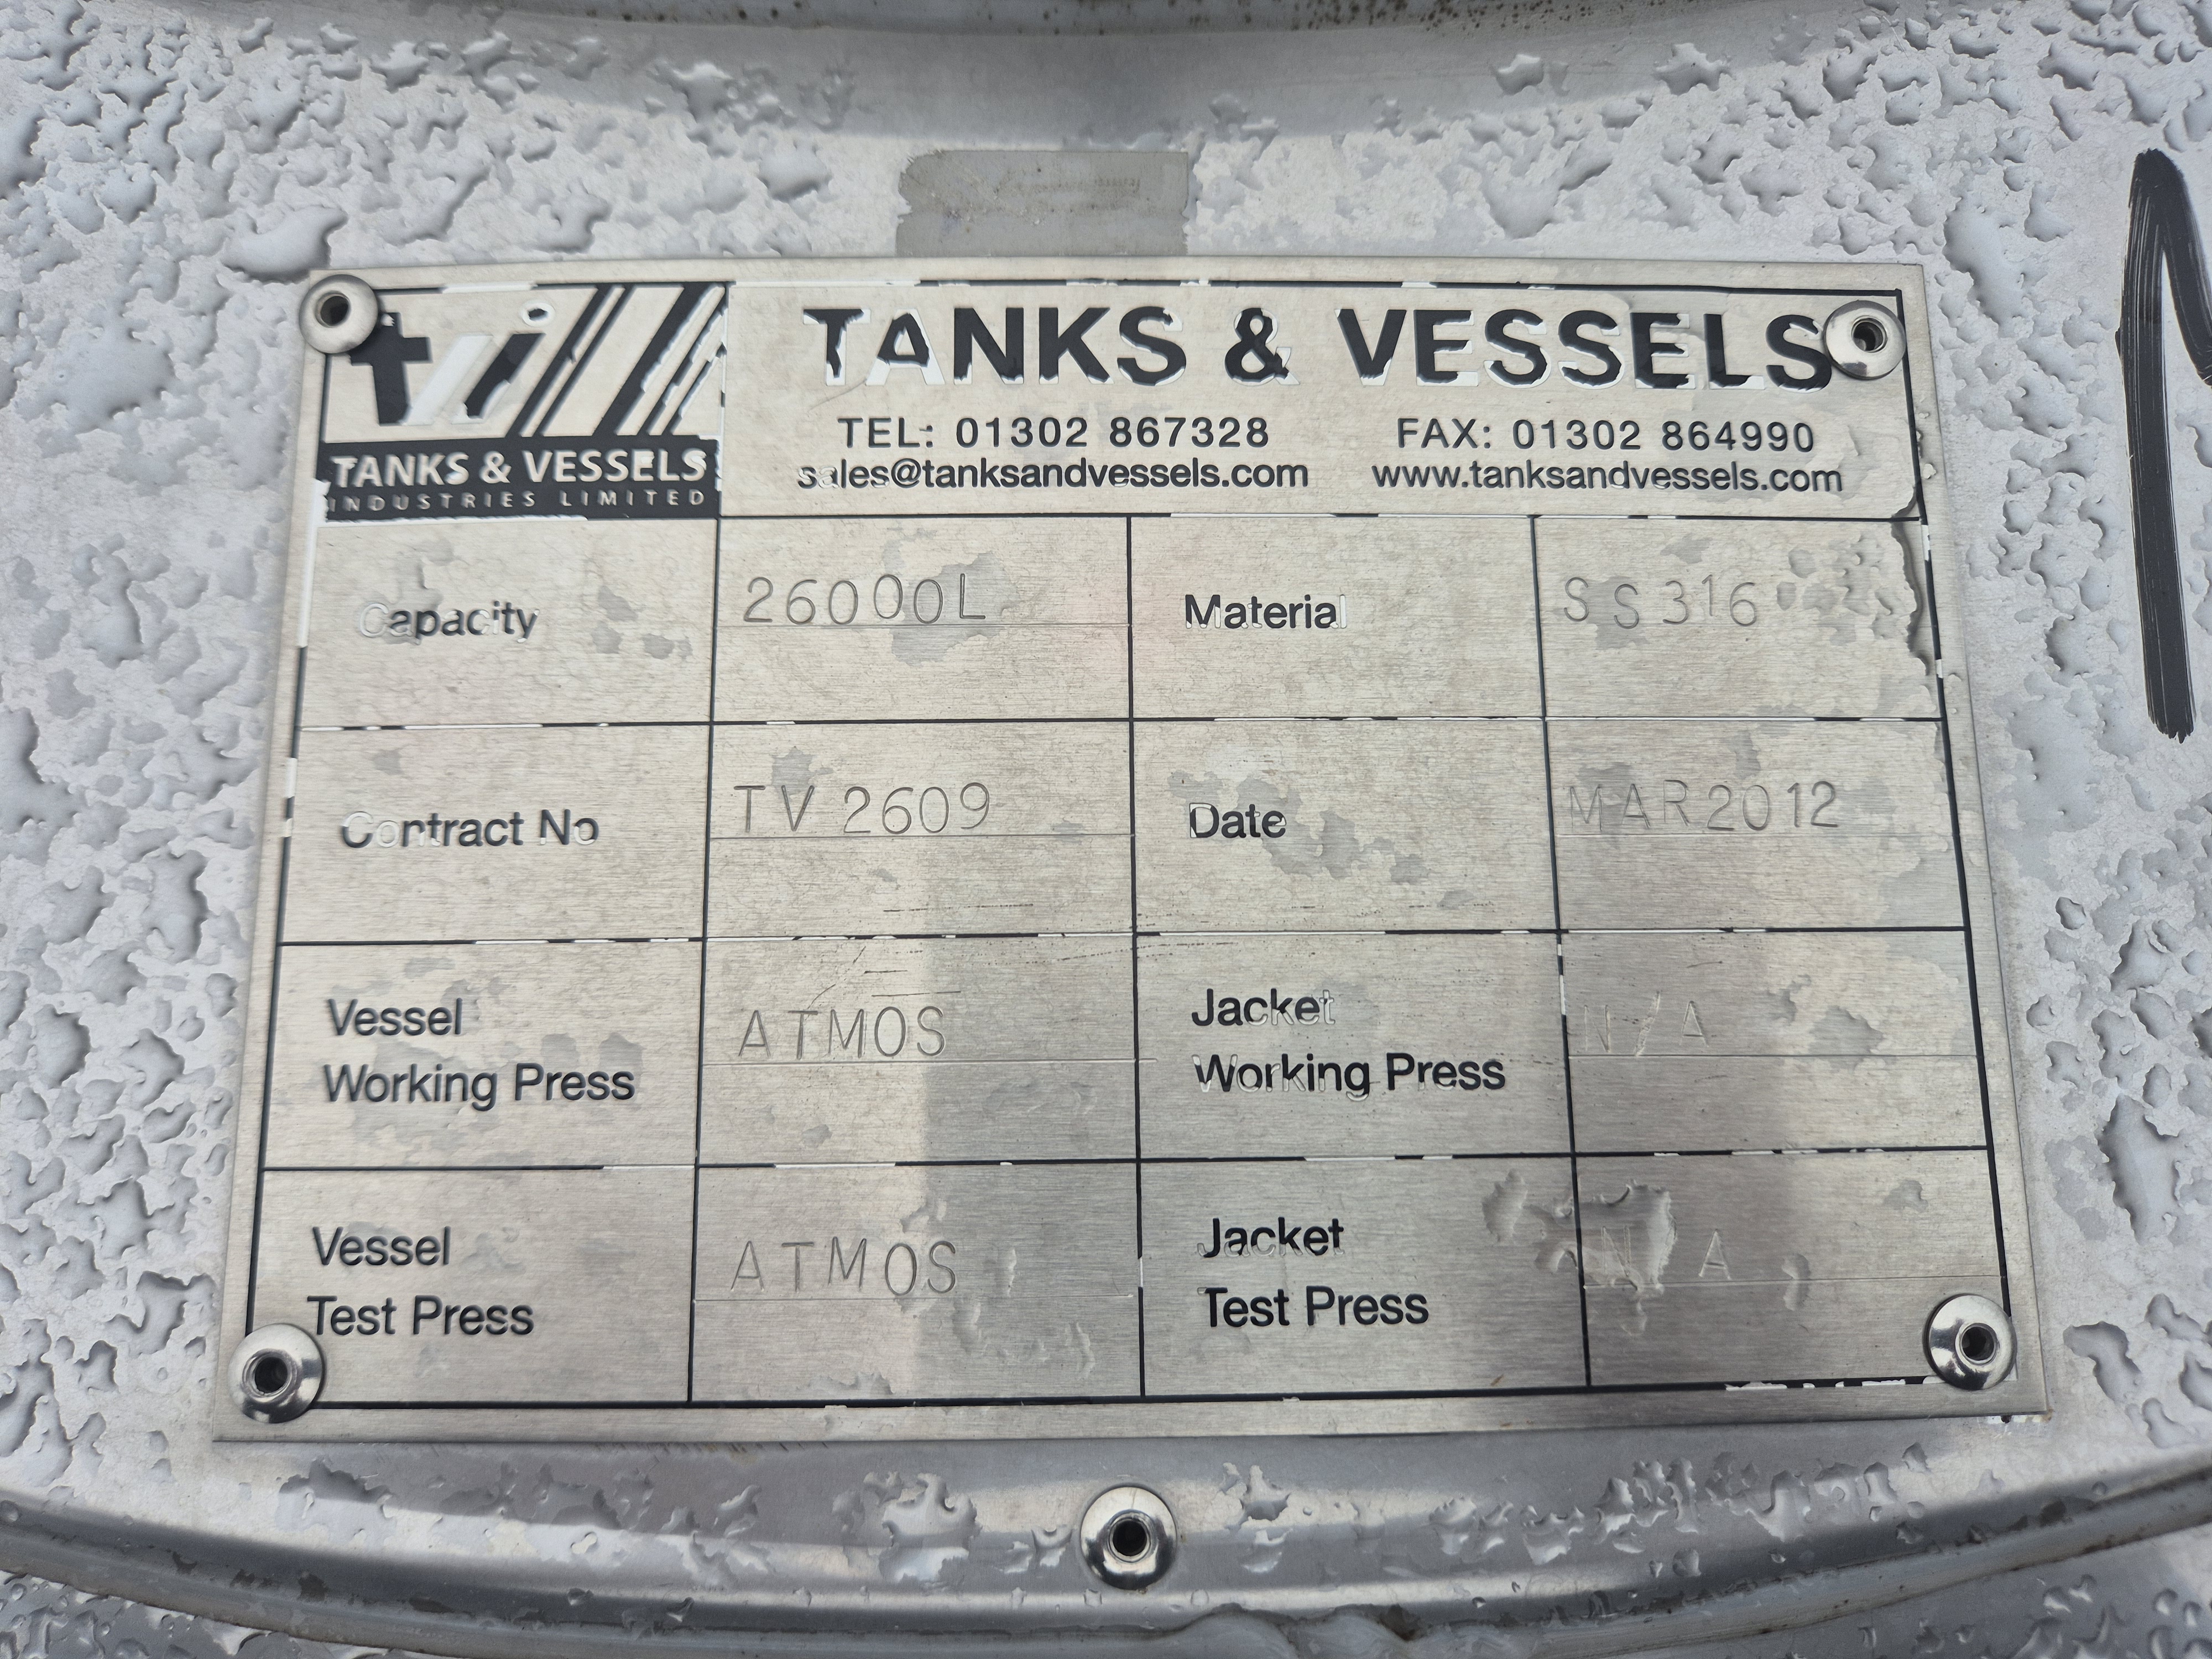 tvi
TANKS & VESSELS
INDUSTRIES LIMITED
TANKS & VESSELS
TEL: 01302 867328 FAX: 01302 864990
sales@tanksandvessels.com www.tanksandvessels.com
Capacity 26000L Material SS316
Contract No TV 2609 Date MAR2012
Vessel
Working Press ATMOS Jacket
Working Press N/A
Vessel
Test Press ATMOS Jacket
Test Press N/A